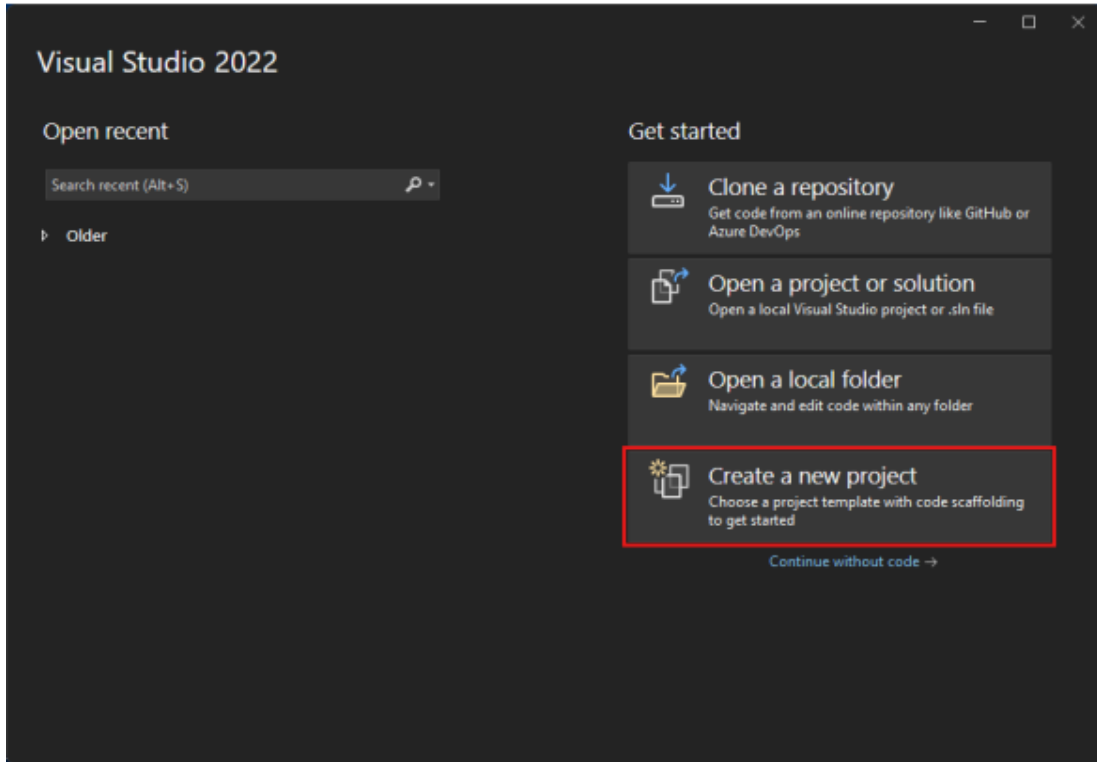 Visual Studio 2022
Open recent
Search recent (Alt+S)
Older
Get started
Clone a repository
Get code from an online repository like GitHub or
Azure DevOps
Open a project or solution
Open a local Visual Studio project or .sln file
Open a local folder
Navigate and edit code within any folder
Create a new project
Choose a project template with code scaffolding
to get started
Continue without code →